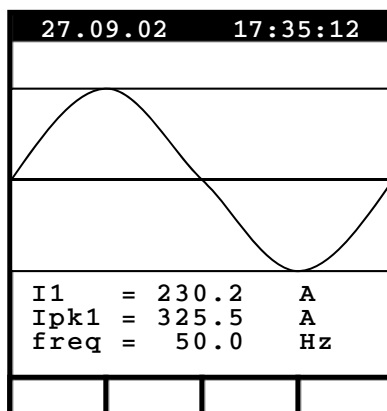 27.09.02 17:35:12
I1 = 230.2 A
Ipk1 = 325.5 A
freq = 50.0 Hz